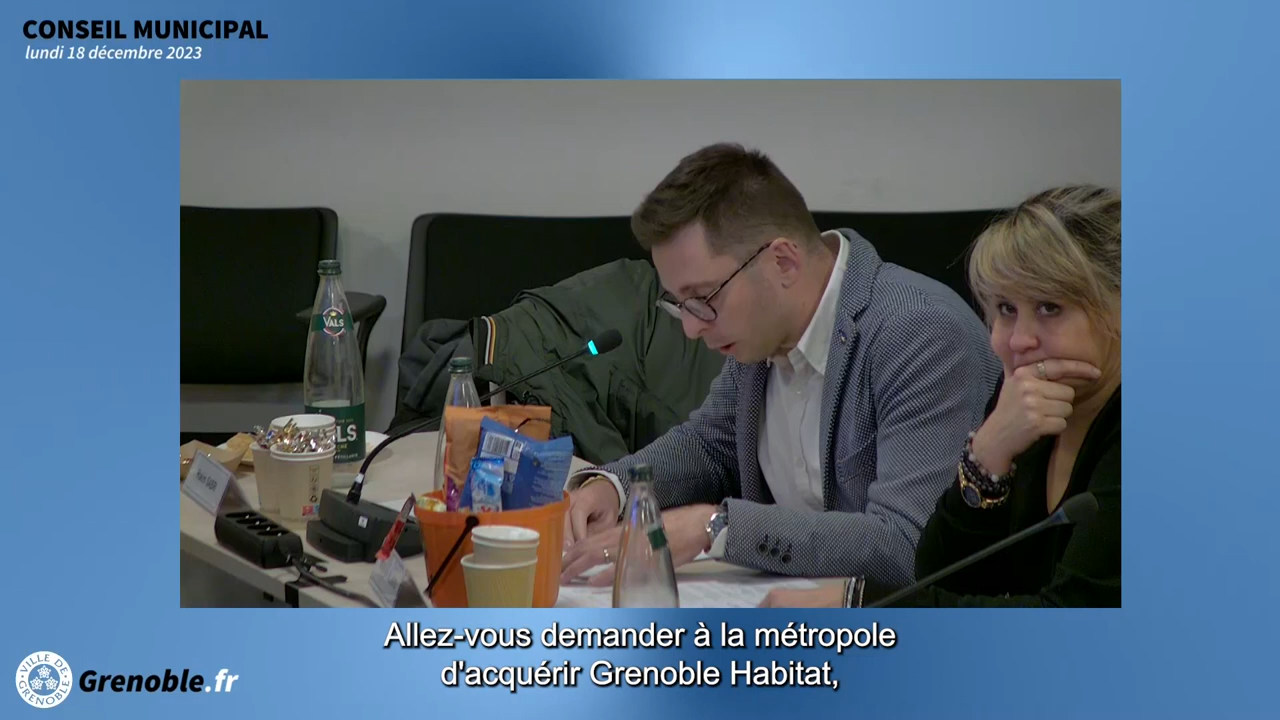 CONSEIL MUNICIPAL
lundi 18 décembre 2023
VALS
VILLE DE
GRENOBLE
Grenoble.fr
Allez-vous demander à la métropole
d'acquérir Grenoble Habitat,